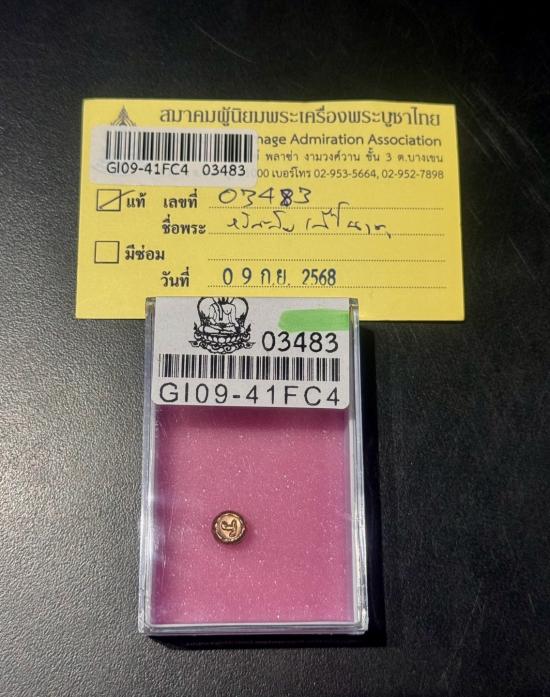 สมาคมผู้นิยมพระเครื่องพระบูชาไทย
mage Admiration Association
พลาซ่า งามวงศ์วาน ชั้น 3 ต.บางเขน
00 เบอร์โทร 02-953-5664, 02-952-7898
GI09-41FC4 03483
แท้ เลขที่ 03483
ชื่อพระ
มีซ่อม
วันที่ 09 ก.ย. 2568
03483
GI09-41FC4